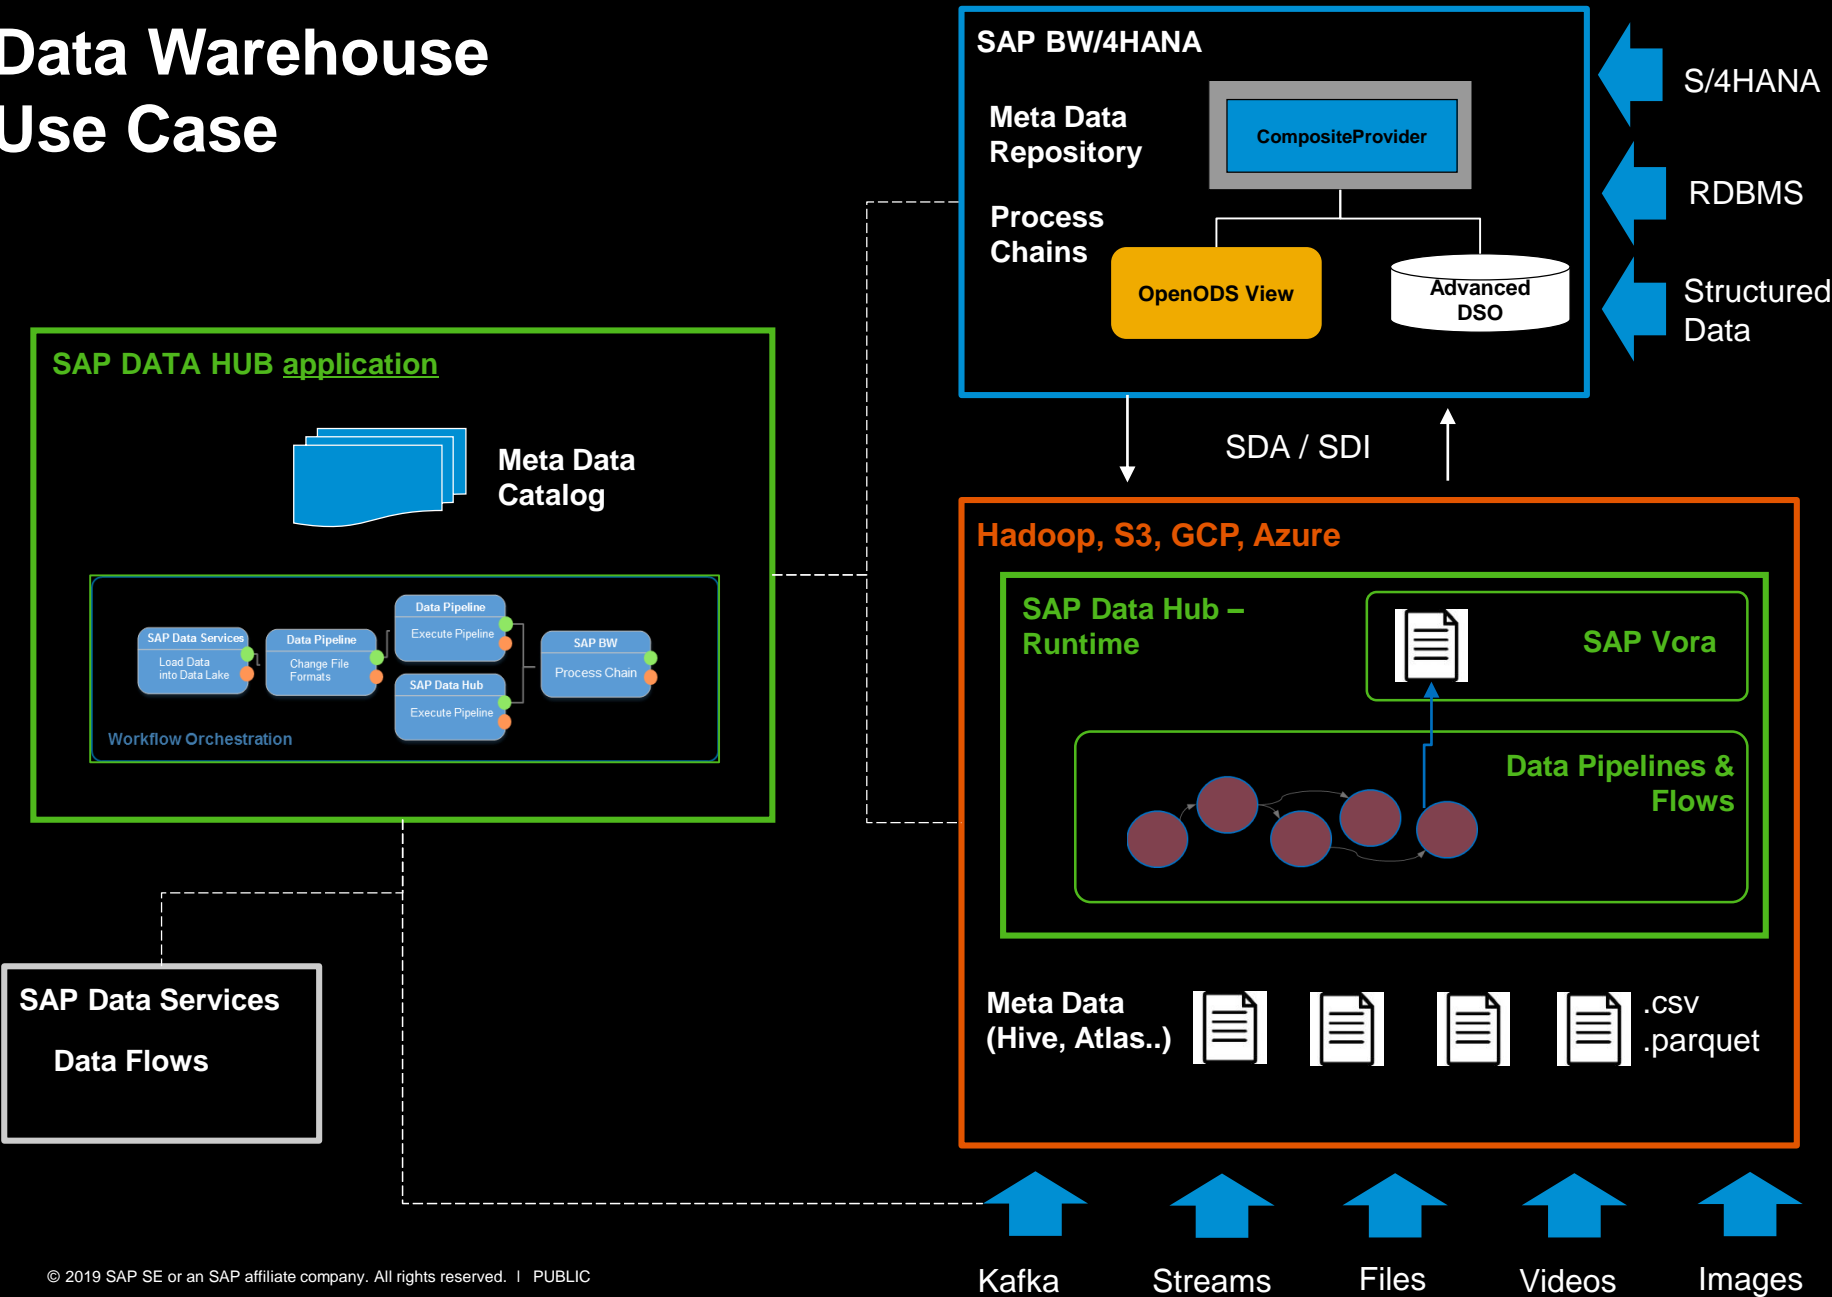 Data Warehouse
Use Case
SAP BW/4HANA
Meta Data
Repository
CompositeProvider
Process
Chains
OpenODS View
Advanced
DSO
S/4HANA
RDBMS
Structured
Data
SDA / SDI
SAP DATA HUB application
Meta Data
Catalog
SAP Data Services
Load Data
into Data Lake
Data Pipeline
Change File
Formats
Data Pipeline
Execute Pipeline
SAP Data Hub
Execute Pipeline
SAP BW
Process Chain
Workflow Orchestration
Hadoop, S3, GCP, Azure
SAP Data Hub –
Runtime
SAP Vora
Data Pipelines &
Flows
Meta Data
(Hive, Atlas..)
.csv
.parquet
SAP Data Services
Data Flows
Kafka
Streams
Files
Videos
Images
© 2019 SAP SE or an SAP affiliate company. All rights reserved. ǀ PUBLIC